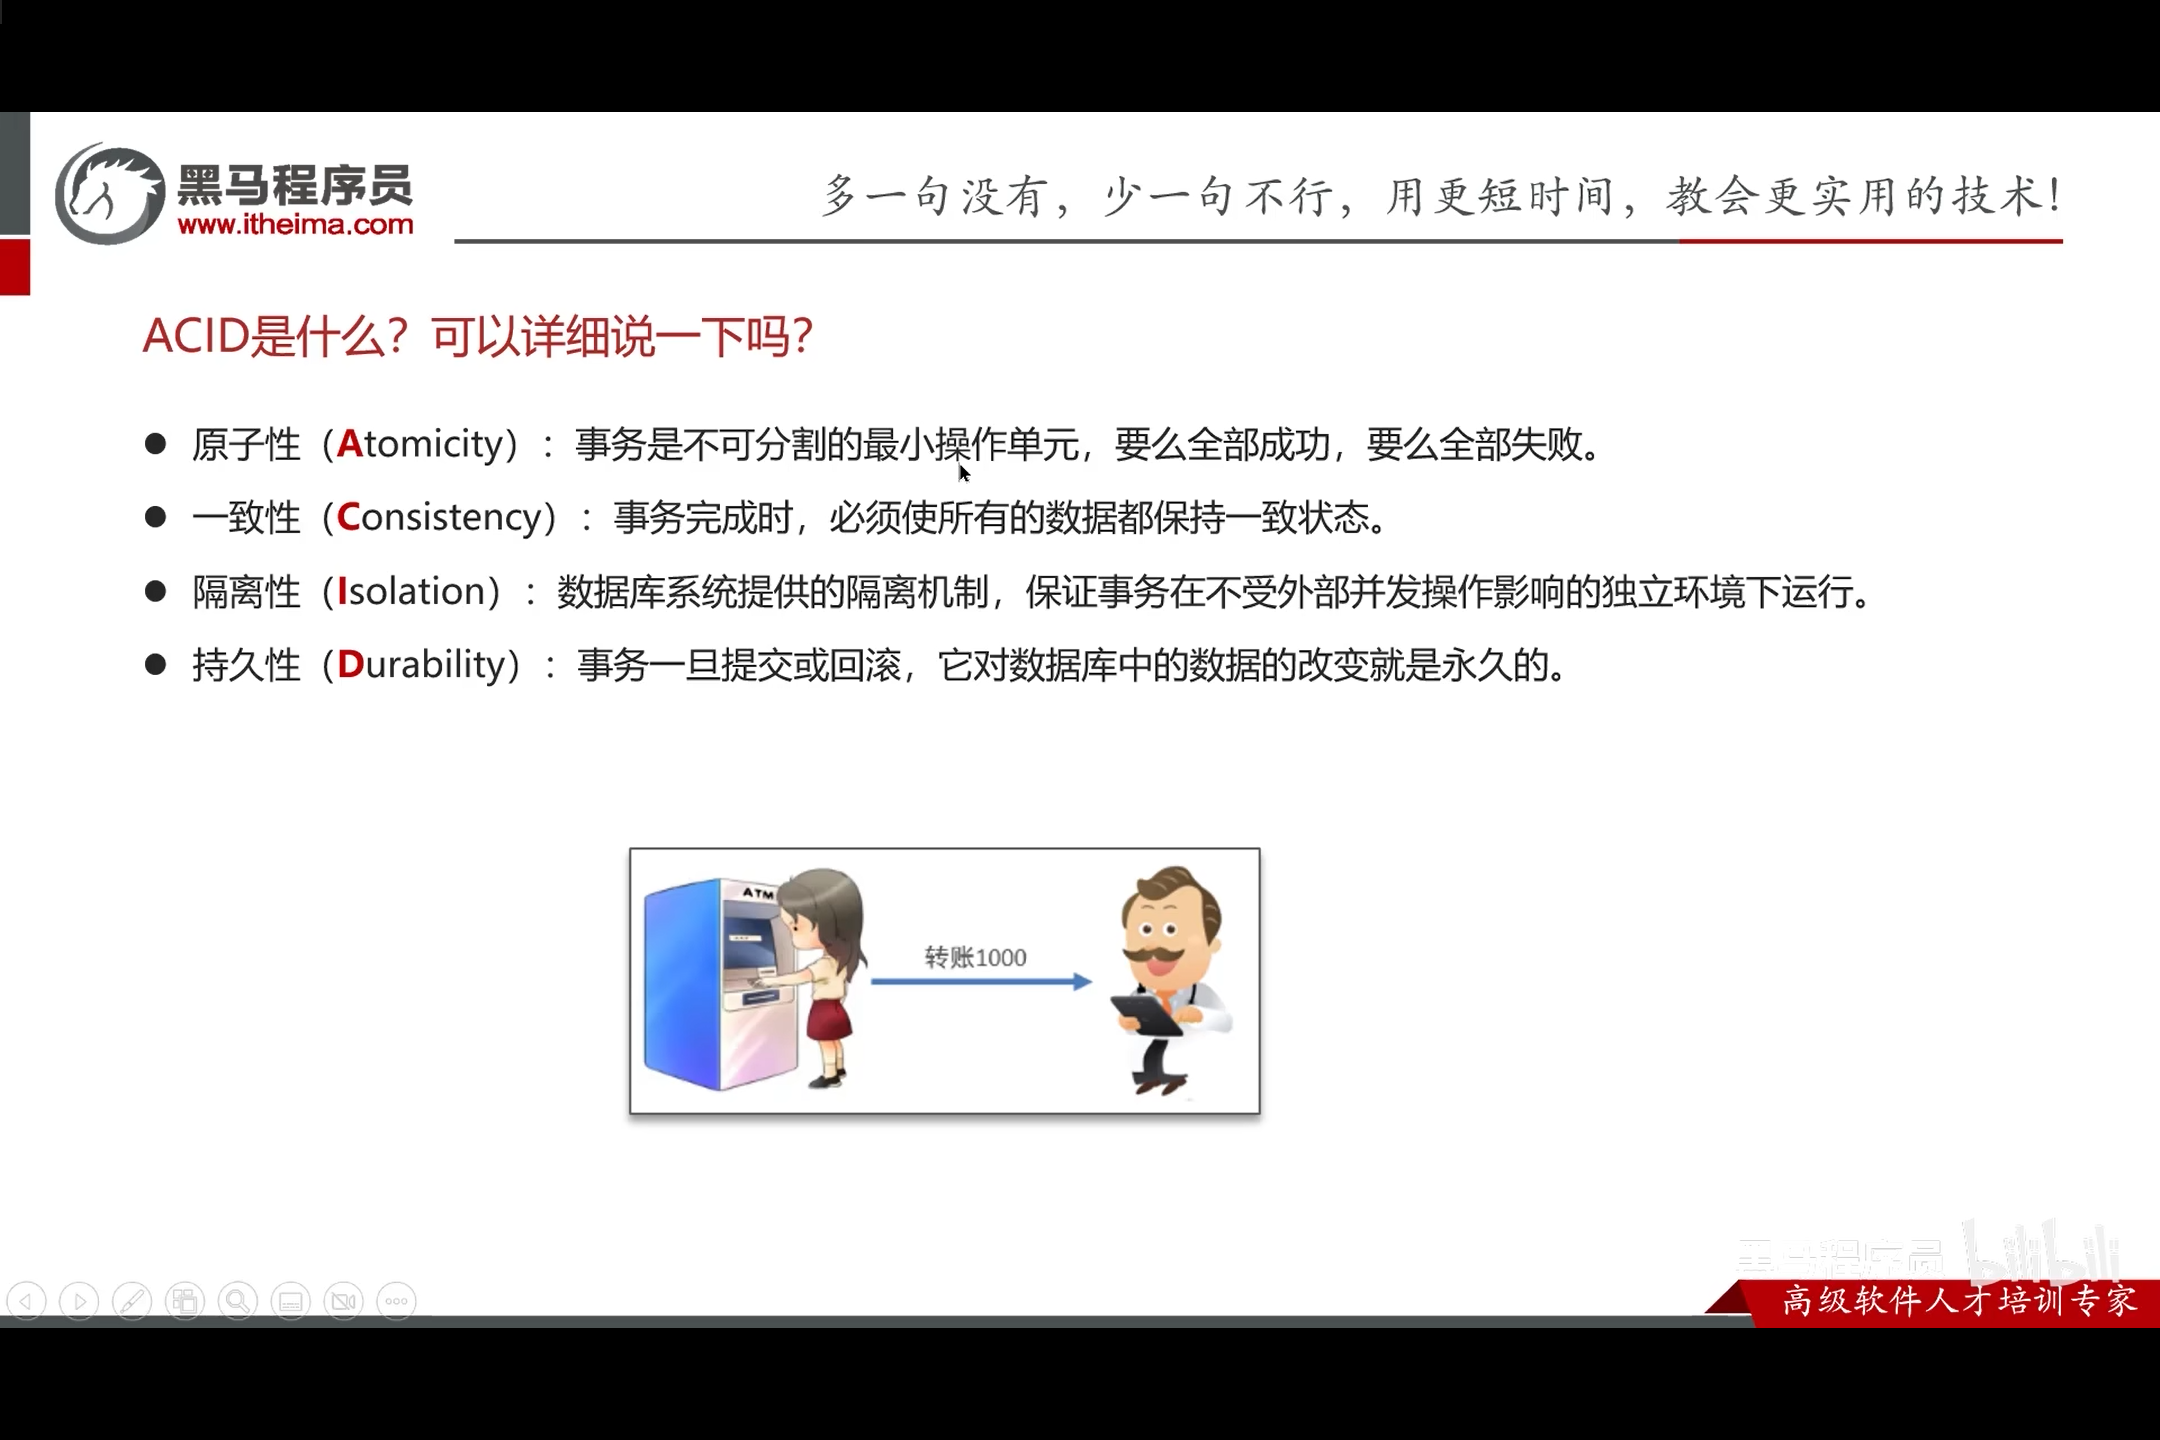 黑马程序员
www.itheima.com
多一句没有，少一句不行，用更短时间，教会更实用的技术！
ACID是什么？可以详细说一下吗？
● 原子性（Atomicity）：事务是不可分割的最小操作单元，要么全部成功，要么全部失败。
● 一致性（Consistency）：事务完成时，必须使所有的数据都保持一致状态。
● 隔离性（Isolation）：数据库系统提供的隔离机制，保证事务在不受外部并发操作影响的独立环境下运行。
● 持久性（Durability）：事务一旦提交或回滚，它对数据库中的数据的改变就是永久的。
ATM
转账1000
黑马程序员 bilibili
高级软件人才培训专家